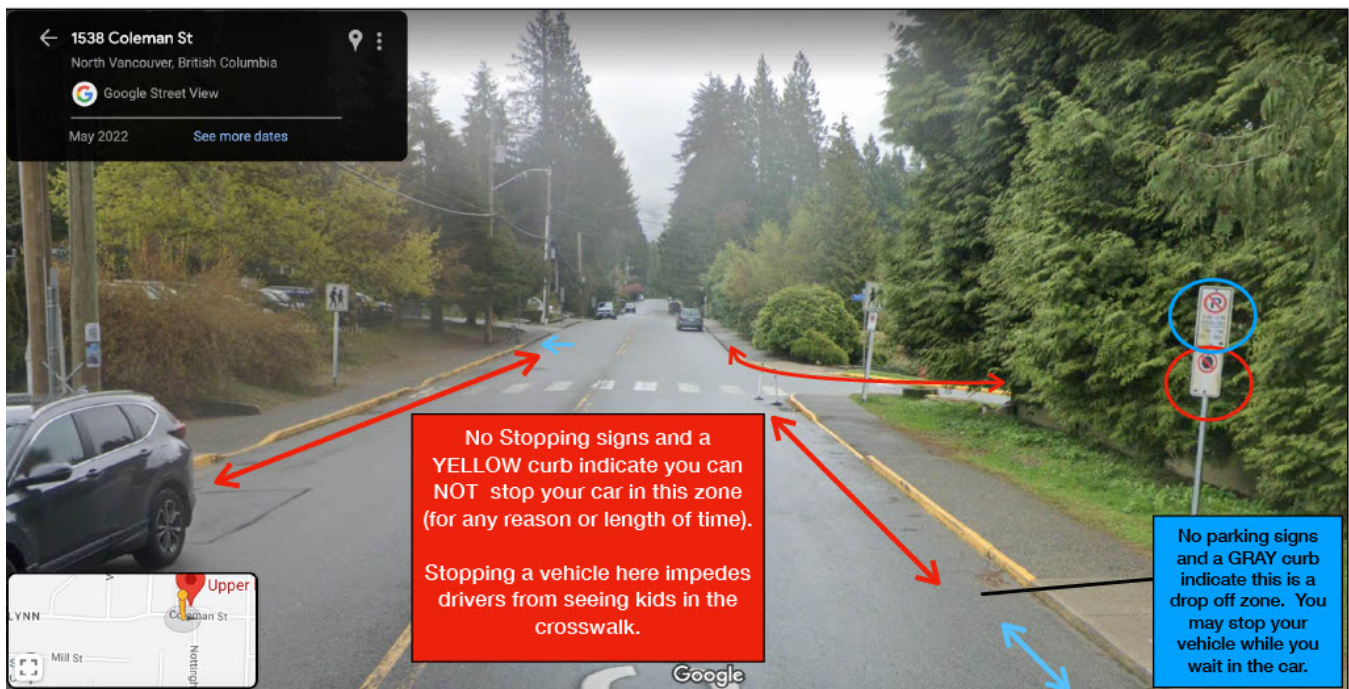 1538 Coleman St
North Vancouver, British Columbia
Google Street View
May 2022 See more dates
No Stopping signs and a
YELLOW curb indicate you can
NOT stop your car in this zone
(for any reason or length of time).
Stopping a vehicle here impedes
drivers from seeing kids in the
crosswalk.
No parking signs
and a GRAY curb
indicate this is a
drop off zone. You
may stop your
vehicle while you
wait in the car.
Upper
LYNN
Coleman St
Mill St
Nottingh
Google